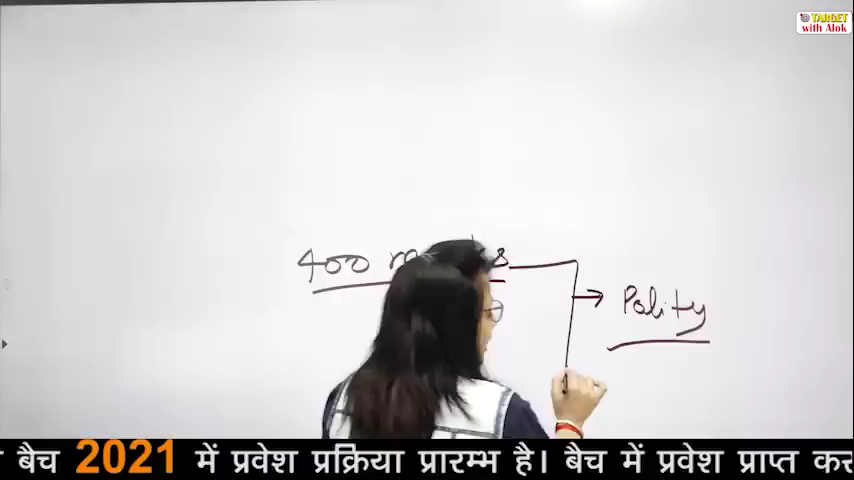 TARGET
with Alok
400
Polity
बैच 2021 में प्रवेश प्रक्रिया प्रारम्भ है। बैच में प्रवेश प्राप्त कर